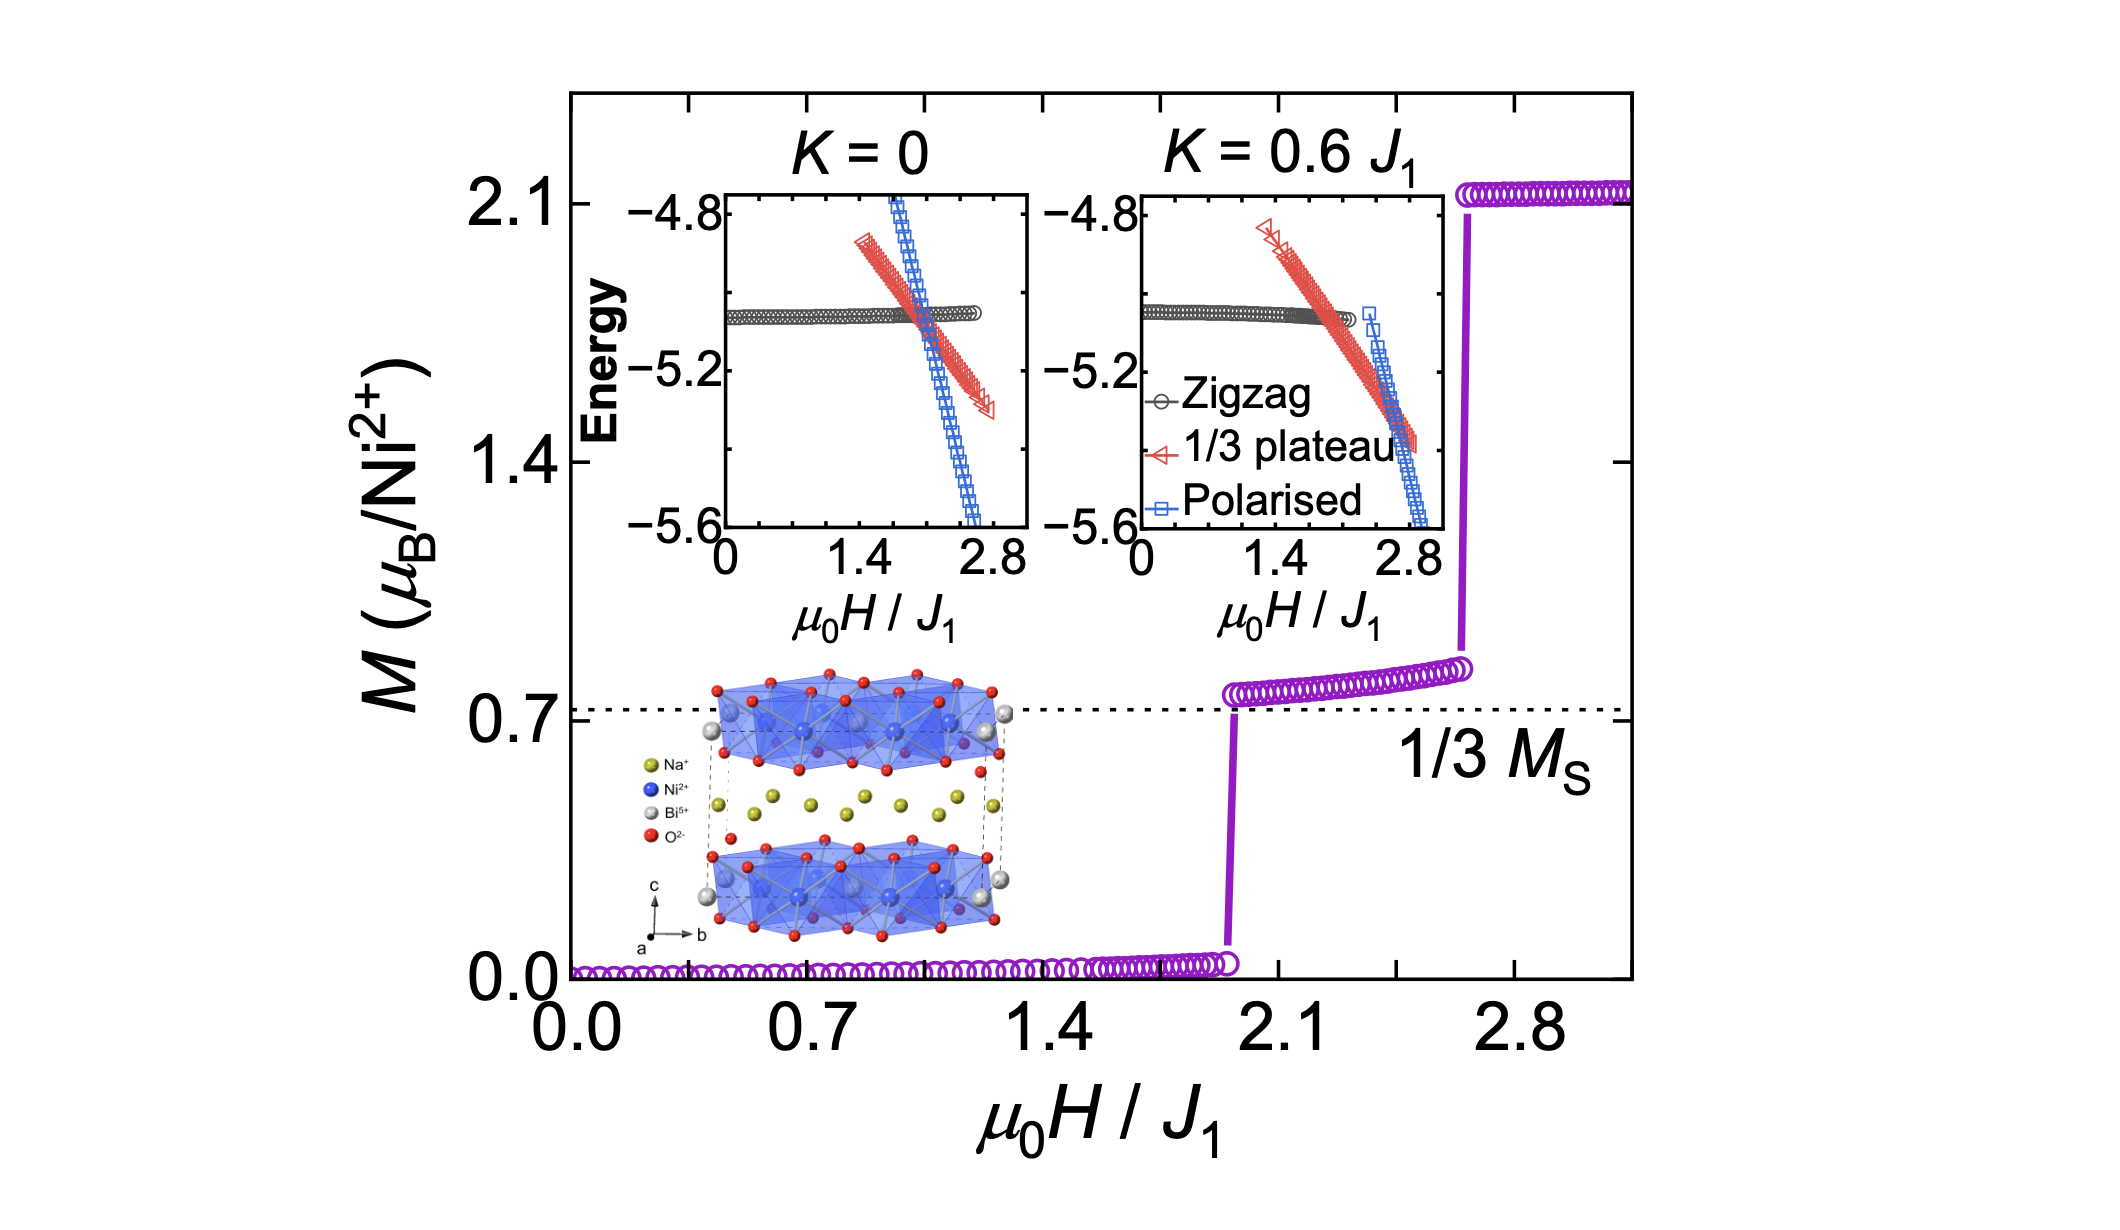 K = 0
K = 0.6 J₁
2.1
1.4
0.7
0.0
M (μB/Ni²⁺)
Energy
−4.8
−5.2
−5.6
0 1.4 2.8
μ₀H / J₁
−4.8
−5.2
−5.6
Zigzag
1/3 plateau
Polarised
0 1.4 2.8
μ₀H / J₁
1/3 MS
Na⁺
Ni²⁺
Bi⁵⁺
O²⁻
c
b
a
0.0 0.7 1.4 2.1 2.8
μ₀H / J₁